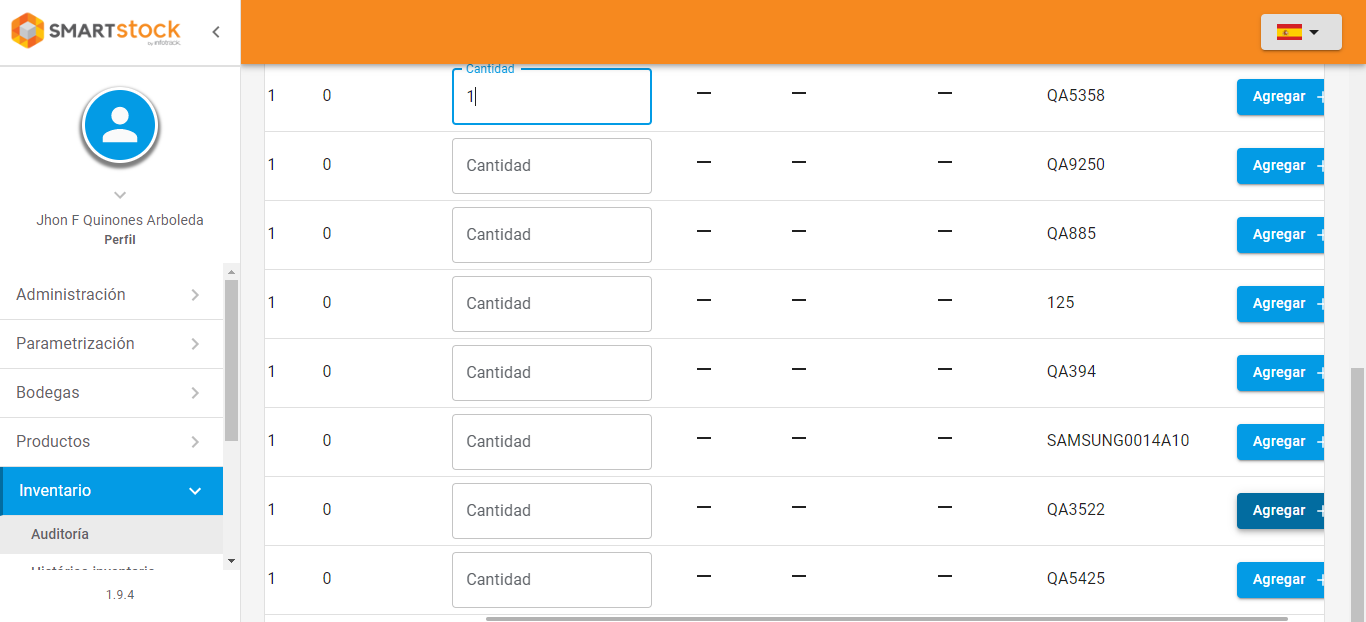 SMARTstock
by infotrack.
Jhon F Quinones Arboleda
Perfil
Administración
Parametrización
Bodegas
Productos
Inventario
Auditoría
Histórico inventario
1.9.4
Cantidad
1 0 1 — — — QA5358 Agregar +
1 0 Cantidad — — — QA9250 Agregar +
1 0 Cantidad — — — QA885 Agregar +
1 0 Cantidad — — — 125 Agregar +
1 0 Cantidad — — — QA394 Agregar +
1 0 Cantidad — — — SAMSUNG0014A10 Agregar +
1 0 Cantidad — — — QA3522 Agregar +
1 0 Cantidad — — — QA5425 Agregar +